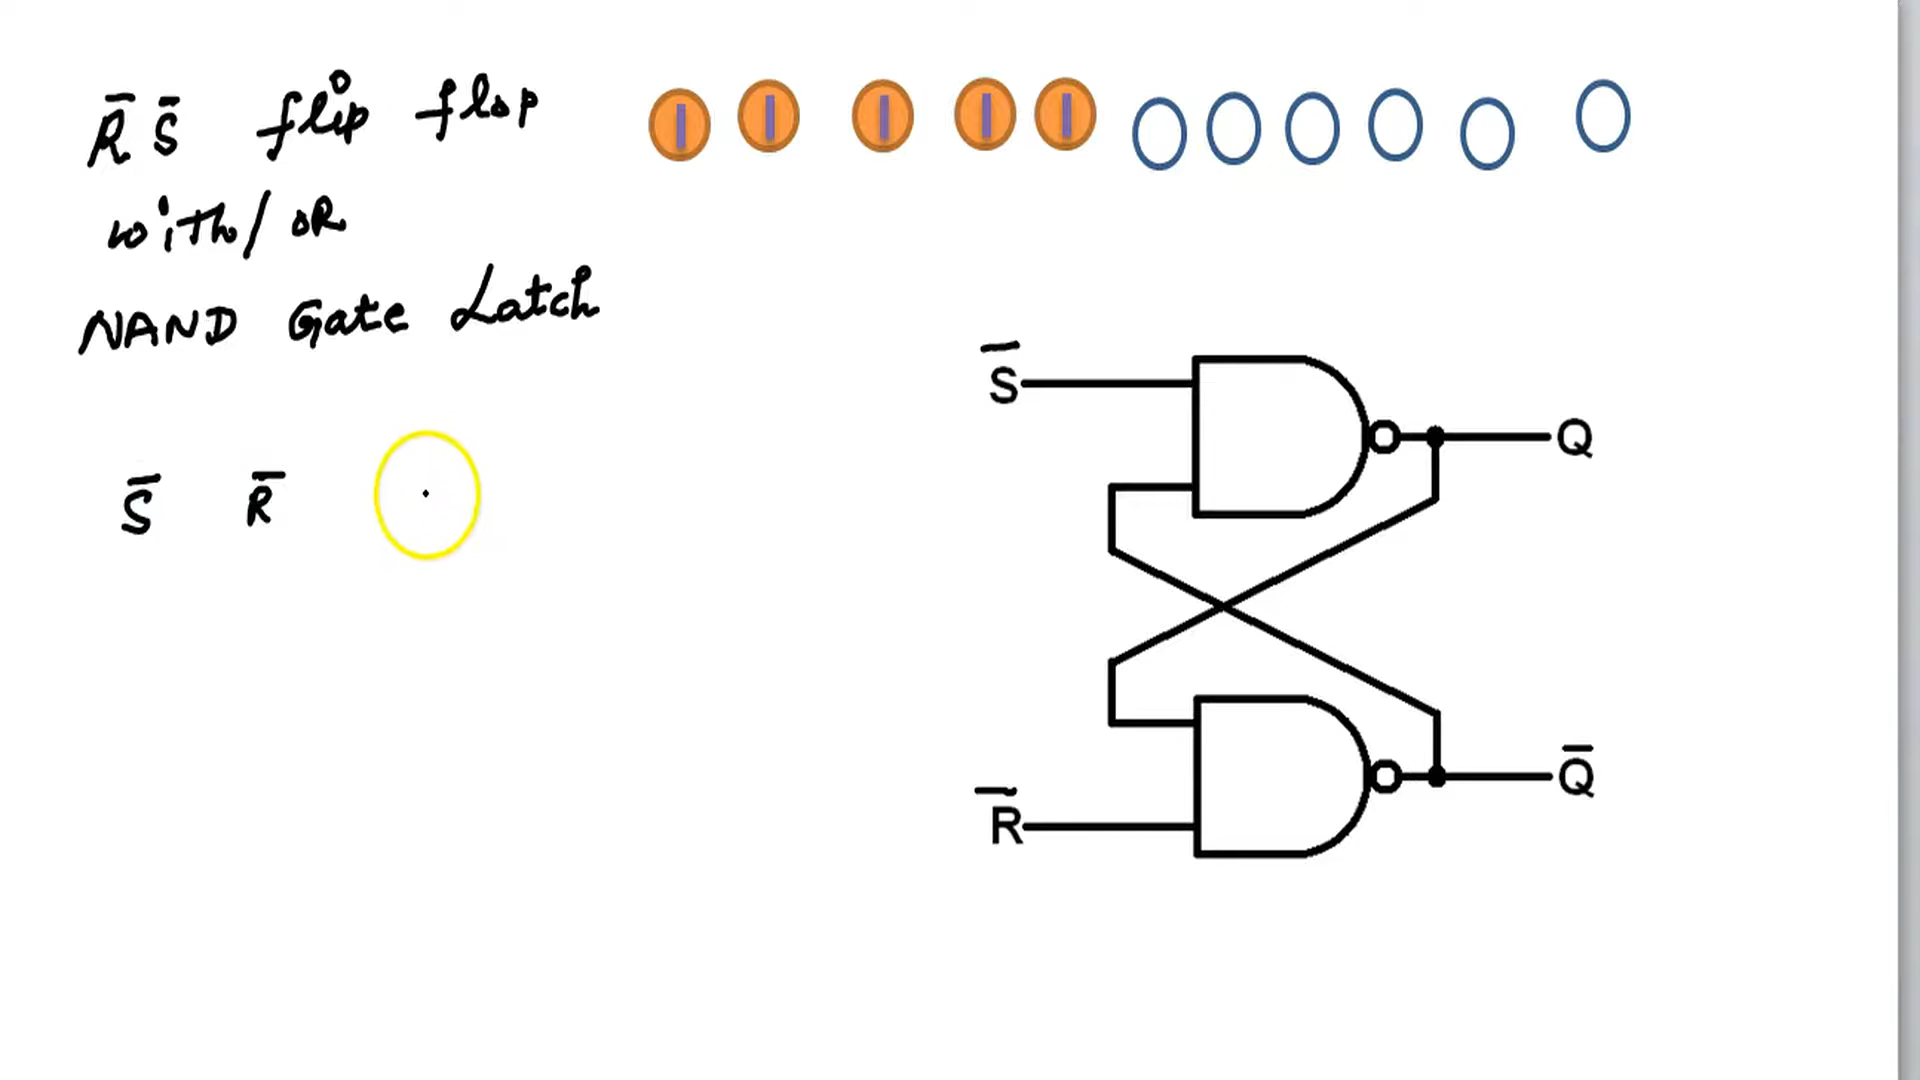 R̅ S̅ flip flop
with/ OR
NAND Gate Latch
S̅ R̅
S̅
Q
R̅
Q̅